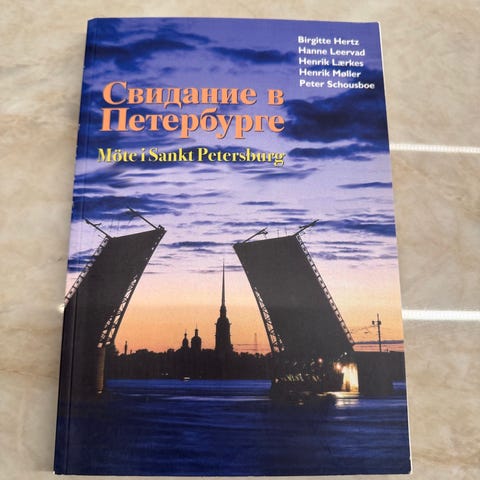 Birgitte Hertz
Hanne Leervad
Henrik Lærkes
Henrik Møller
Peter Schousboe
Свидание в
Петербурге
Möte i Sankt Petersburg